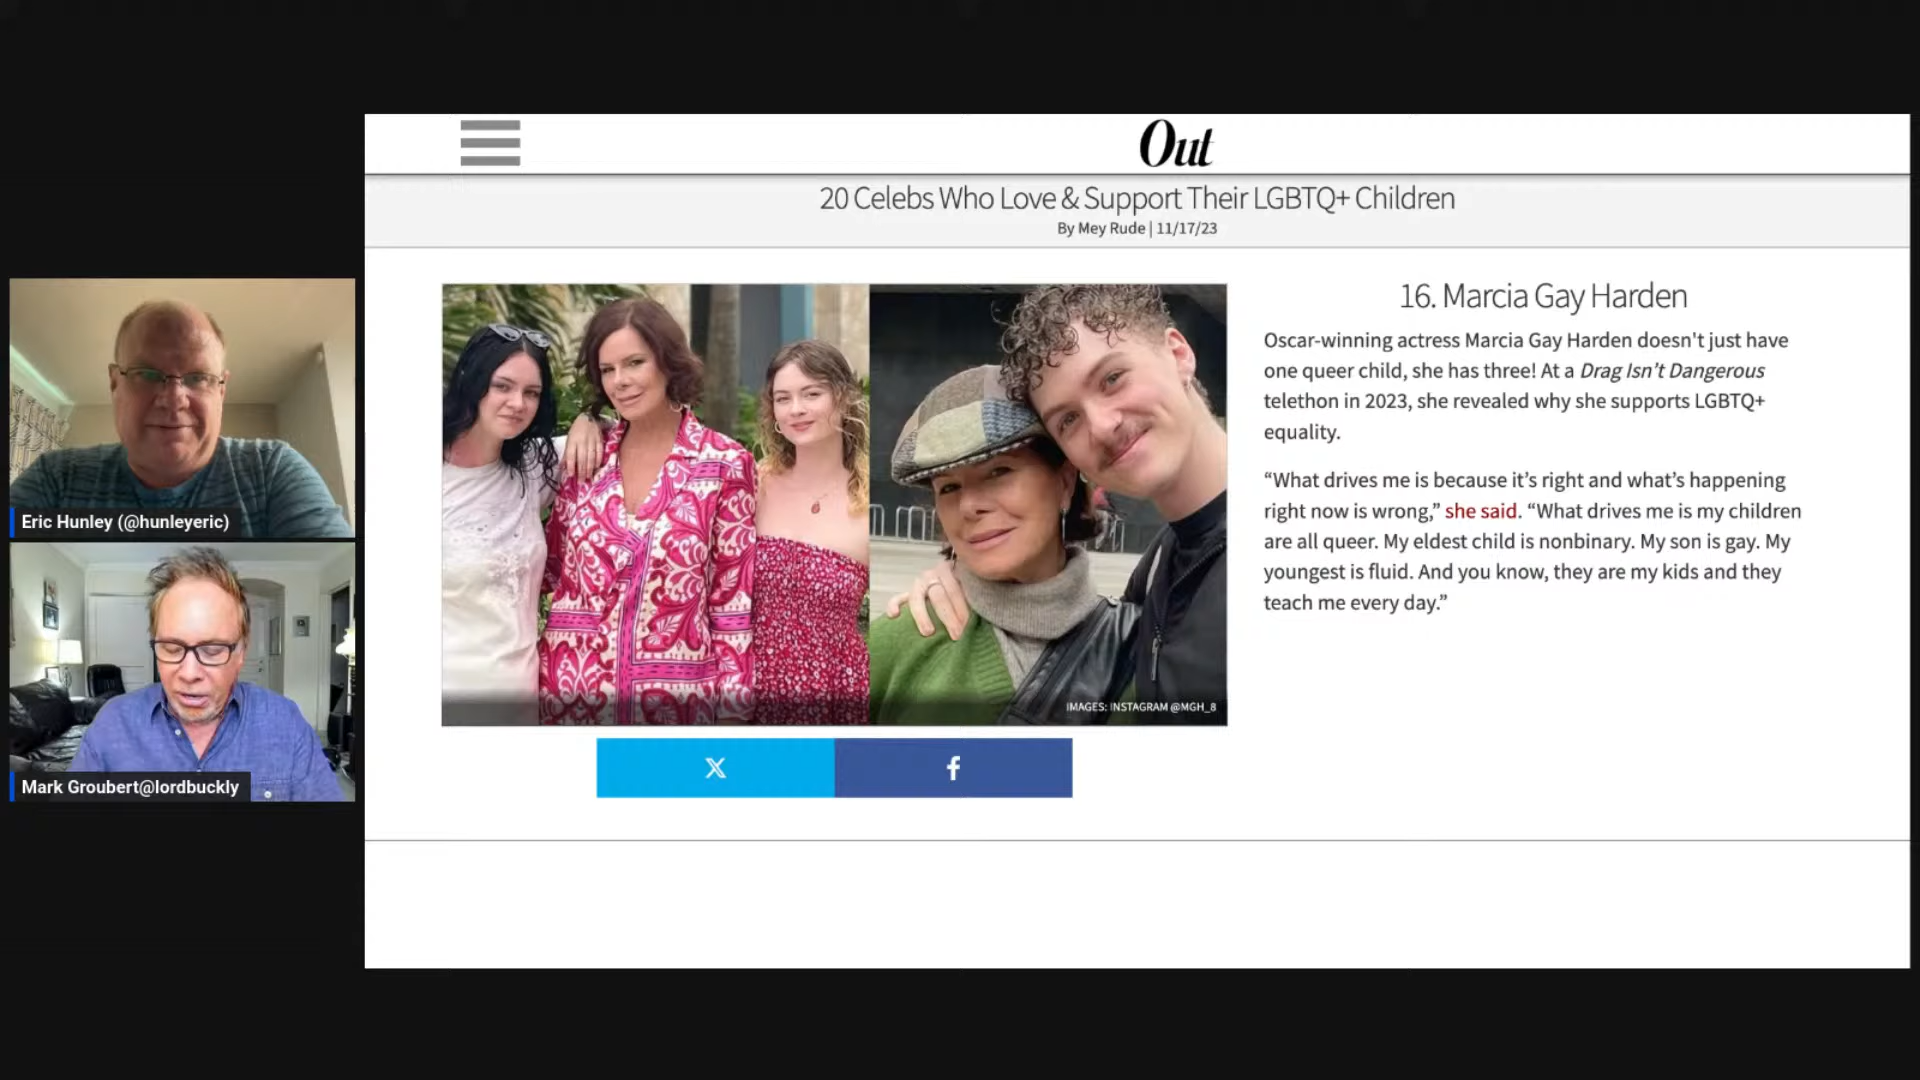 Out
20 Celebs Who Love & Support Their LGBTQ+ Children
By Mey Rude | 11/17/23
16. Marcia Gay Harden
Oscar-winning actress Marcia Gay Harden doesn't just have
one queer child, she has three! At a Drag Isn't Dangerous
telethon in 2023, she revealed why she supports LGBTQ+
equality.
“What drives me is because it’s right and what’s happening
right now is wrong,” she said. “What drives me is my children
are all queer. My eldest child is nonbinary. My son is gay. My
youngest is fluid. And you know, they are my kids and they
teach me every day.”
IMAGES: INSTAGRAM @MGH_8
Eric Hunley (@hunleyeric)
Mark Groubert@lordbuckly